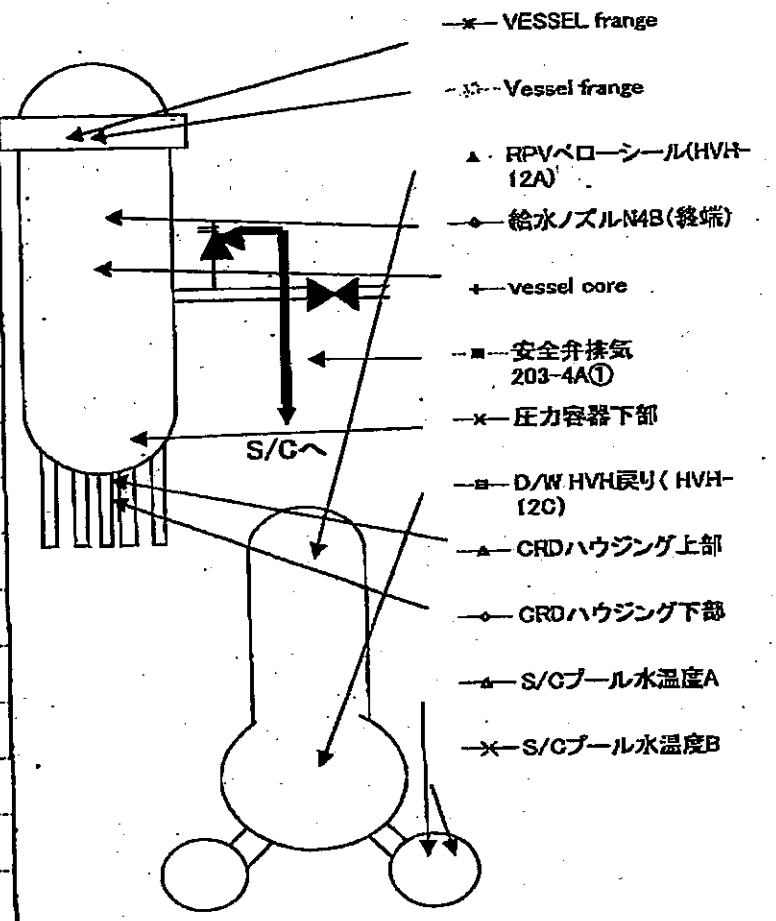 VESSEL frange
Vessel frange
RPVベローシール(HVH-
12A)
給水ノズルN4B(終端)
vessel core
安全弁排気
203-4A①
圧力容器下部
S/Cへ
D/W HVH戻り( HVH-
12C)
CRDハウジング上部
CRDハウジング下部
S/Cプール水温度A
S/Cプール水温度B